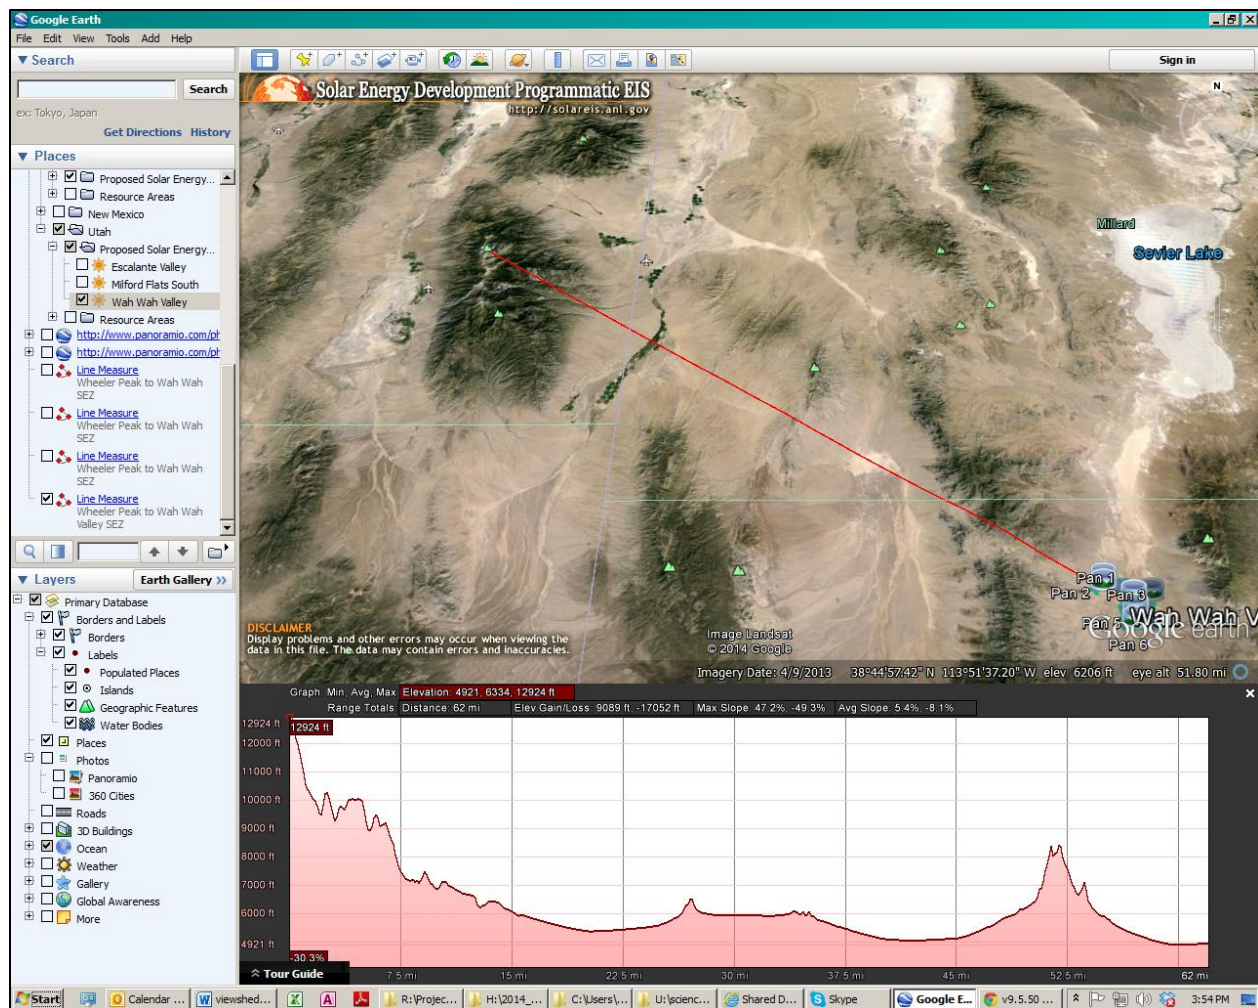 Google Earth
File Edit View Tools Add Help
Search
Search
ex: Tokyo, Japan
Get Directions History
Places
Proposed Solar Energy...
Resource Areas
New Mexico
Utah
Proposed Solar Energy...
Escalante Valley
Milford Flats South
Wah Wah Valley
Resource Areas
http://www.panoramio.com/ph
http://www.panoramio.com/ph
Line Measure
Wheeler Peak to Wah Wah
SEZ
Line Measure
Wheeler Peak to Wah Wah
SEZ
Line Measure
Wheeler Peak to Wah Wah
SEZ
Line Measure
Wheeler Peak to Wah Wah
Valley SEZ
Layers
Earth Gallery »
Primary Database
Borders and Labels
Borders
Labels
Populated Places
Islands
Geographic Features
Water Bodies
Places
Photos
Panoramio
360 Cities
Roads
3D Buildings
Ocean
Weather
Gallery
Global Awareness
More
Sign in
Solar Energy Development Programmatic EIS
http://solareis.anl.gov
N
Millard
Sevier Lake
Pan 1
Pan 2 Pan 3
Pan 5 Wah Wah V
Google earth
Pan 6
DISCLAIMER
Display problems and other errors may occur when viewing the
data in this file. The data may contain errors and inaccuracies.
Image Landsat
© 2014 Google
Imagery Date: 4/9/2013 38°44'57.42" N 113°51'37.20" W elev 6206 ft eye alt 51.80 mi
Graph: Min, Avg, Max Elevation: 4921, 6334, 12924 ft
Range Totals: Distance: 62 mi Elev Gain/Loss: 9089 ft, -17052 ft Max Slope: 47.2%, -49.3% Avg Slope: 5.4%, -8.1%
12924 ft
12924 ft
12000 ft
11000 ft
10000 ft
9000 ft
8000 ft
7000 ft
6000 ft
4921 ft
-30.3%
Tour Guide
7.5 mi 15 mi 22.5 mi 30 mi 37.5 mi 45 mi 52.5 mi 62 mi
Start
Calendar ...
viewshed...
R:\Projec...
H:\2014_...
C:\Users\...
U:\scienc...
Shared D...
Skype
Google E...
v9.5.50 ...
3:54 PM